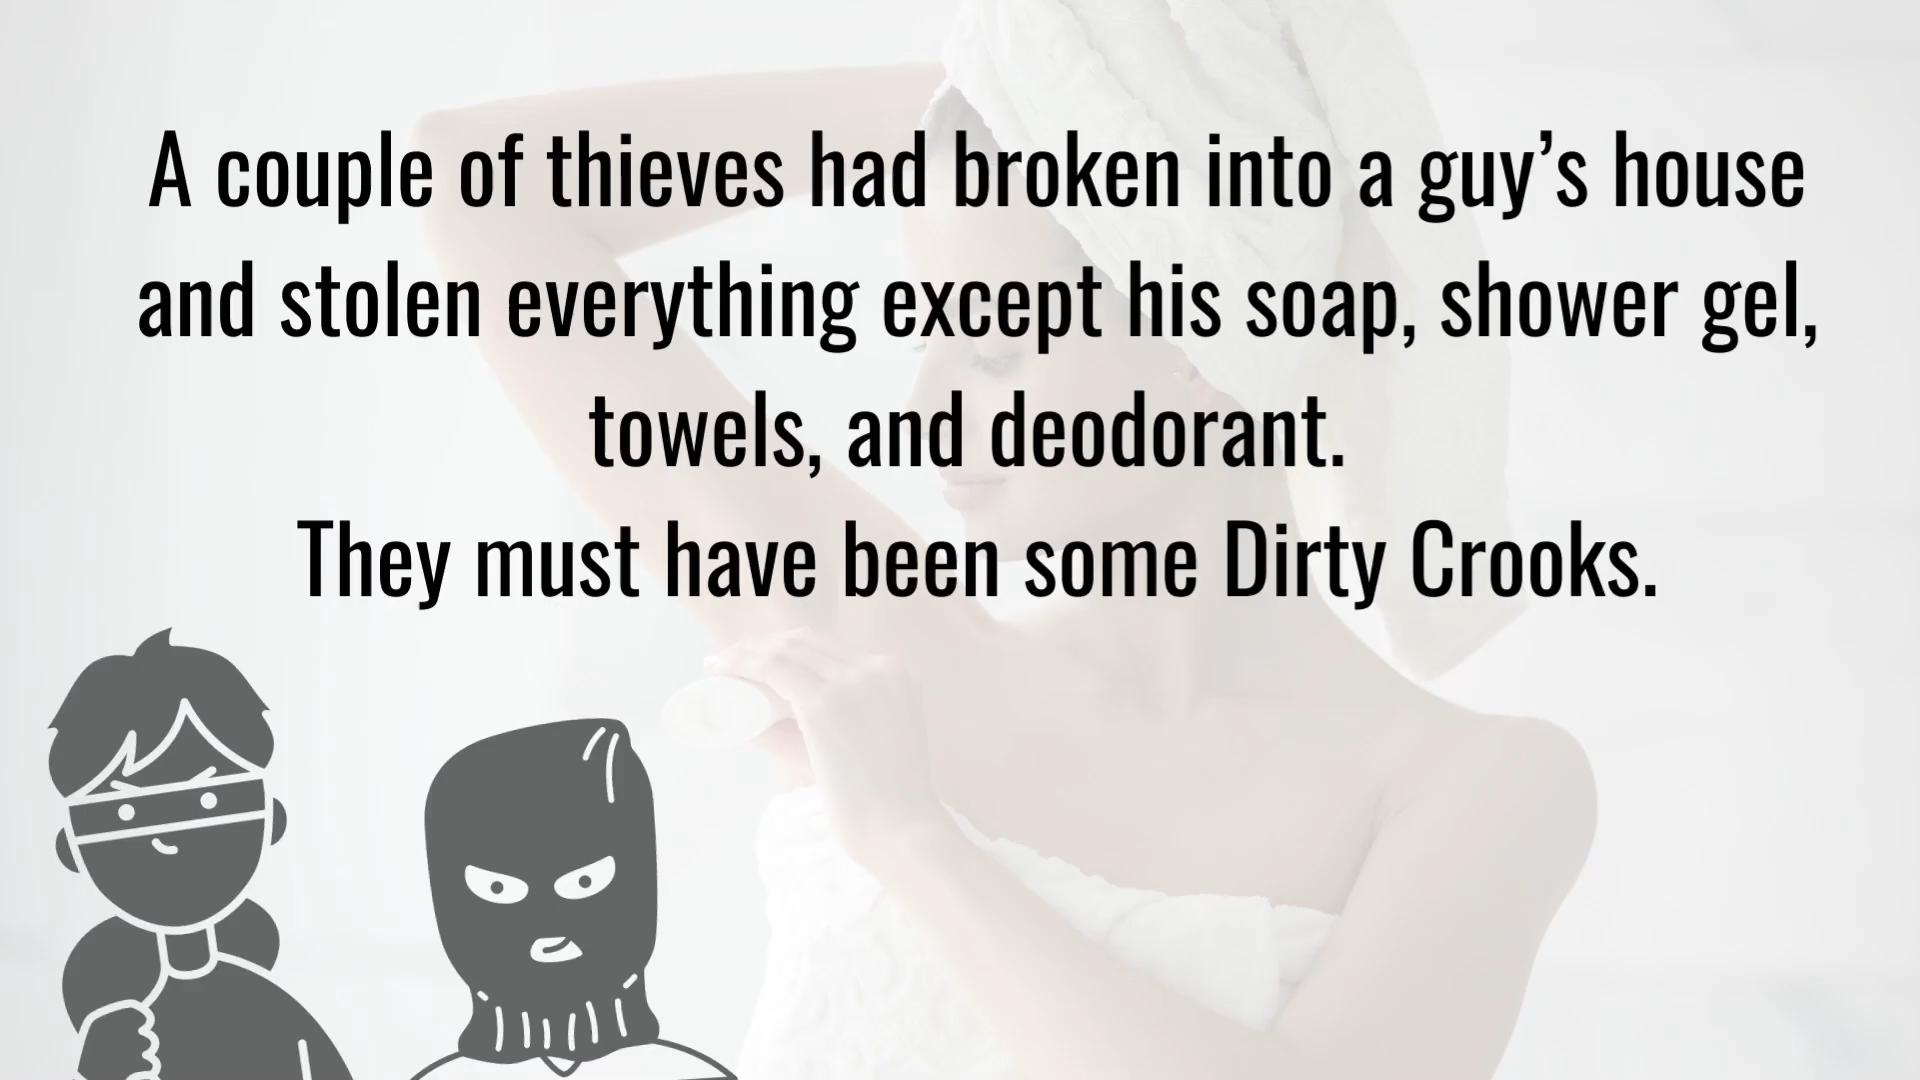 A couple of thieves had broken into a guy’s house
and stolen everything except his soap, shower gel,
towels, and deodorant.
They must have been some Dirty Crooks.